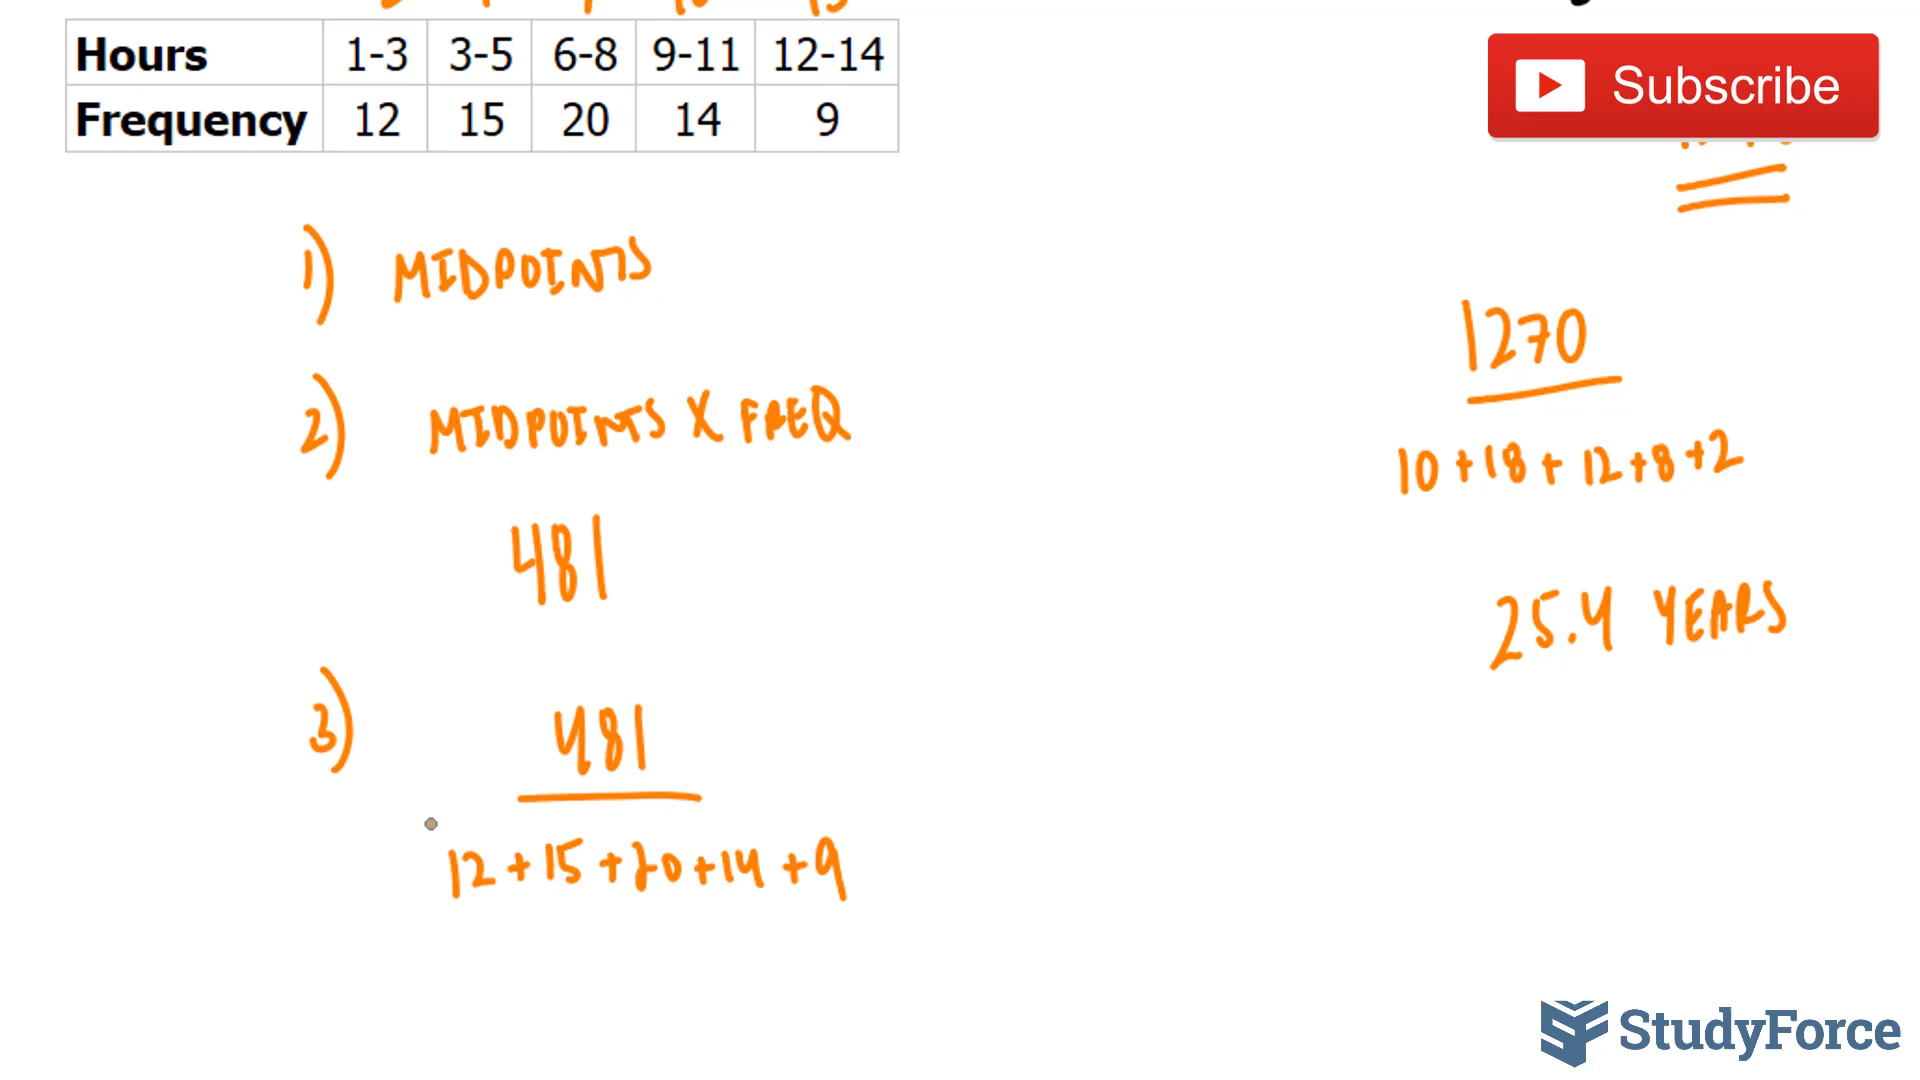 Hours 1-3 3-5 6-8 9-11 12-14
Frequency 12 15 20 14 9
Subscribe
1) MIDPOINTS
2) MIDPOINTS X FREQ
481
3) 481
12+15+20+14+9
1270
10+18+12+8+2
25.4 YEARS
StudyForce